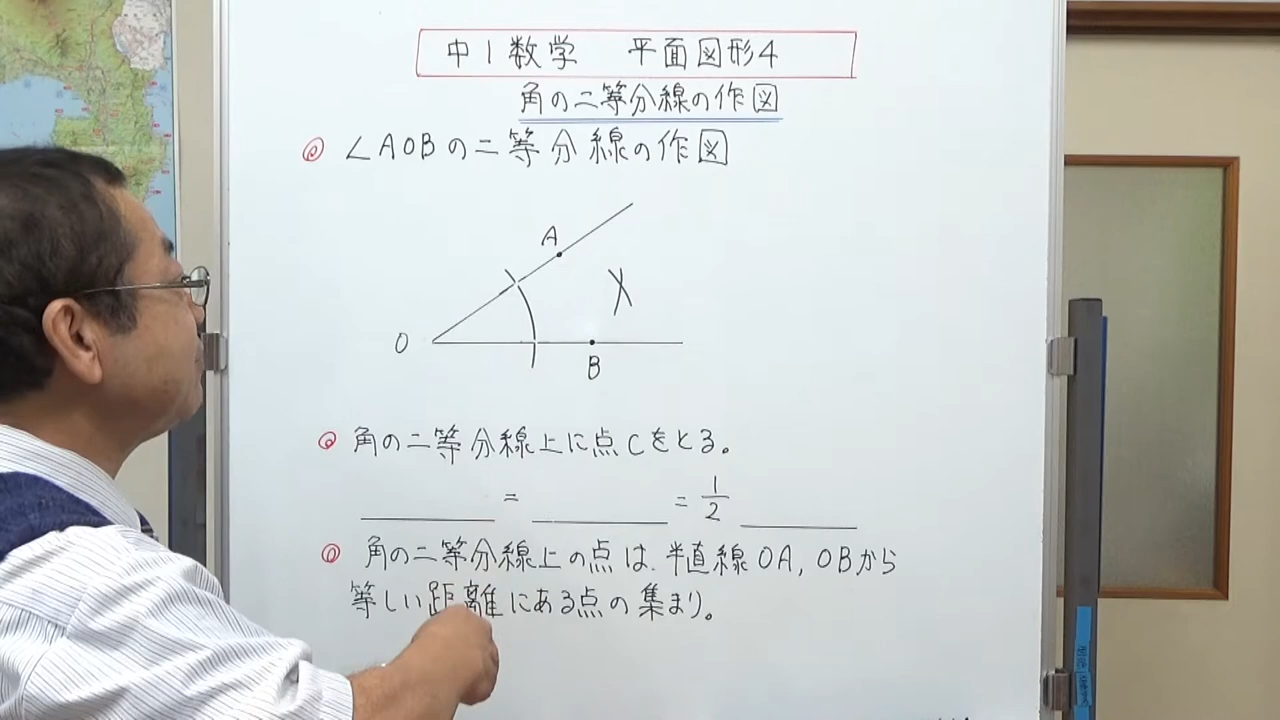 中1数学 平面図形4
角の二等分線の作図
◎ ∠AOBの二等分線の作図
A
O
B
◎ 角の二等分線上に点Cをとる。
= = 1/2
◎ 角の二等分線上の点は、半直線OA, OBから
等しい距離にある点の集まり。